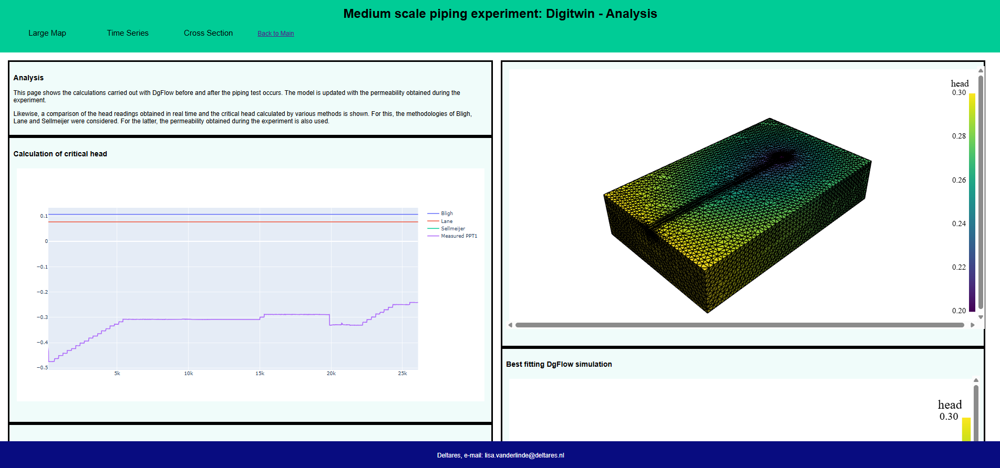 Medium scale piping experiment: Digitwin - Analysis
Large Map
Time Series
Cross Section
Back to Main
Analysis
This page shows the calculations carried out with DgFlow before and after the piping test occurs. The model is updated with the permeability obtained during the
experiment.
Likewise, a comparison of the head readings obtained in real time and the critical head calculated by various methods is shown. For this, the methodologies of Bligh,
Lane and Sellmeijer were considered. For the latter, the permeability obtained during the experiment is also used.
Calculation of critical head
0.1
0
−0.1
−0.2
−0.3
−0.4
−0.5
5k
10k
15k
20k
25k
Bligh
Lane
Sellmeijer
Measured PPT1
head
0.30
0.28
0.26
0.24
0.22
0.20
Best fitting DgFlow simulation
head
0.30
Deltares, e-mail: lisa.vanderlinde@deltares.nl